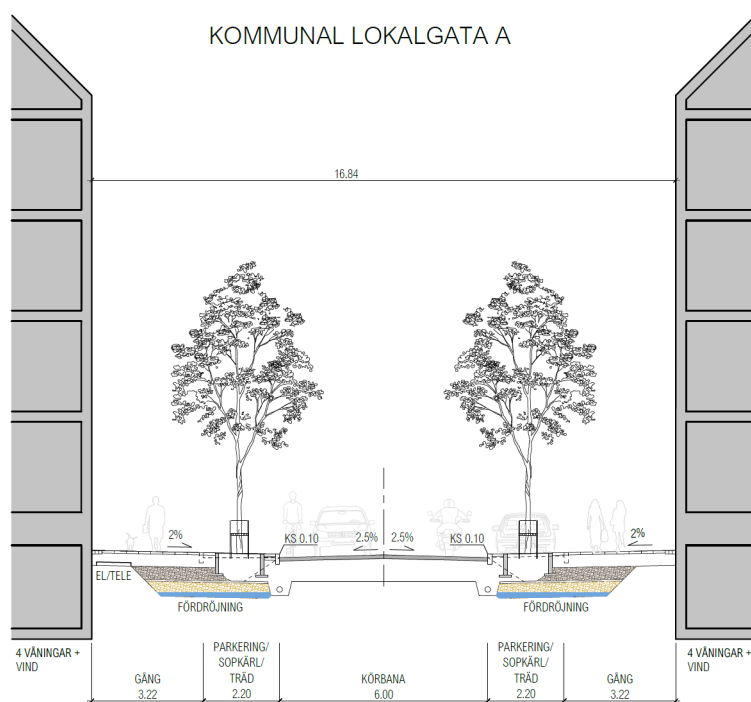 KOMMUNAL LOKALGATA A
16.84
2%
KS 0.10
2.5%
2.5%
KS 0.10
2%
EL/TELE
FÖRDRÖJNING
FÖRDRÖJNING
4 VÅNINGAR +
VIND
GÅNG
3.22
PARKERING/
SOPKÄRL/
TRÄD
2.20
KÖRBANA
6.00
PARKERING/
SOPKÄRL/
TRÄD
2.20
GÅNG
3.22
4 VÅNINGAR +
VIND